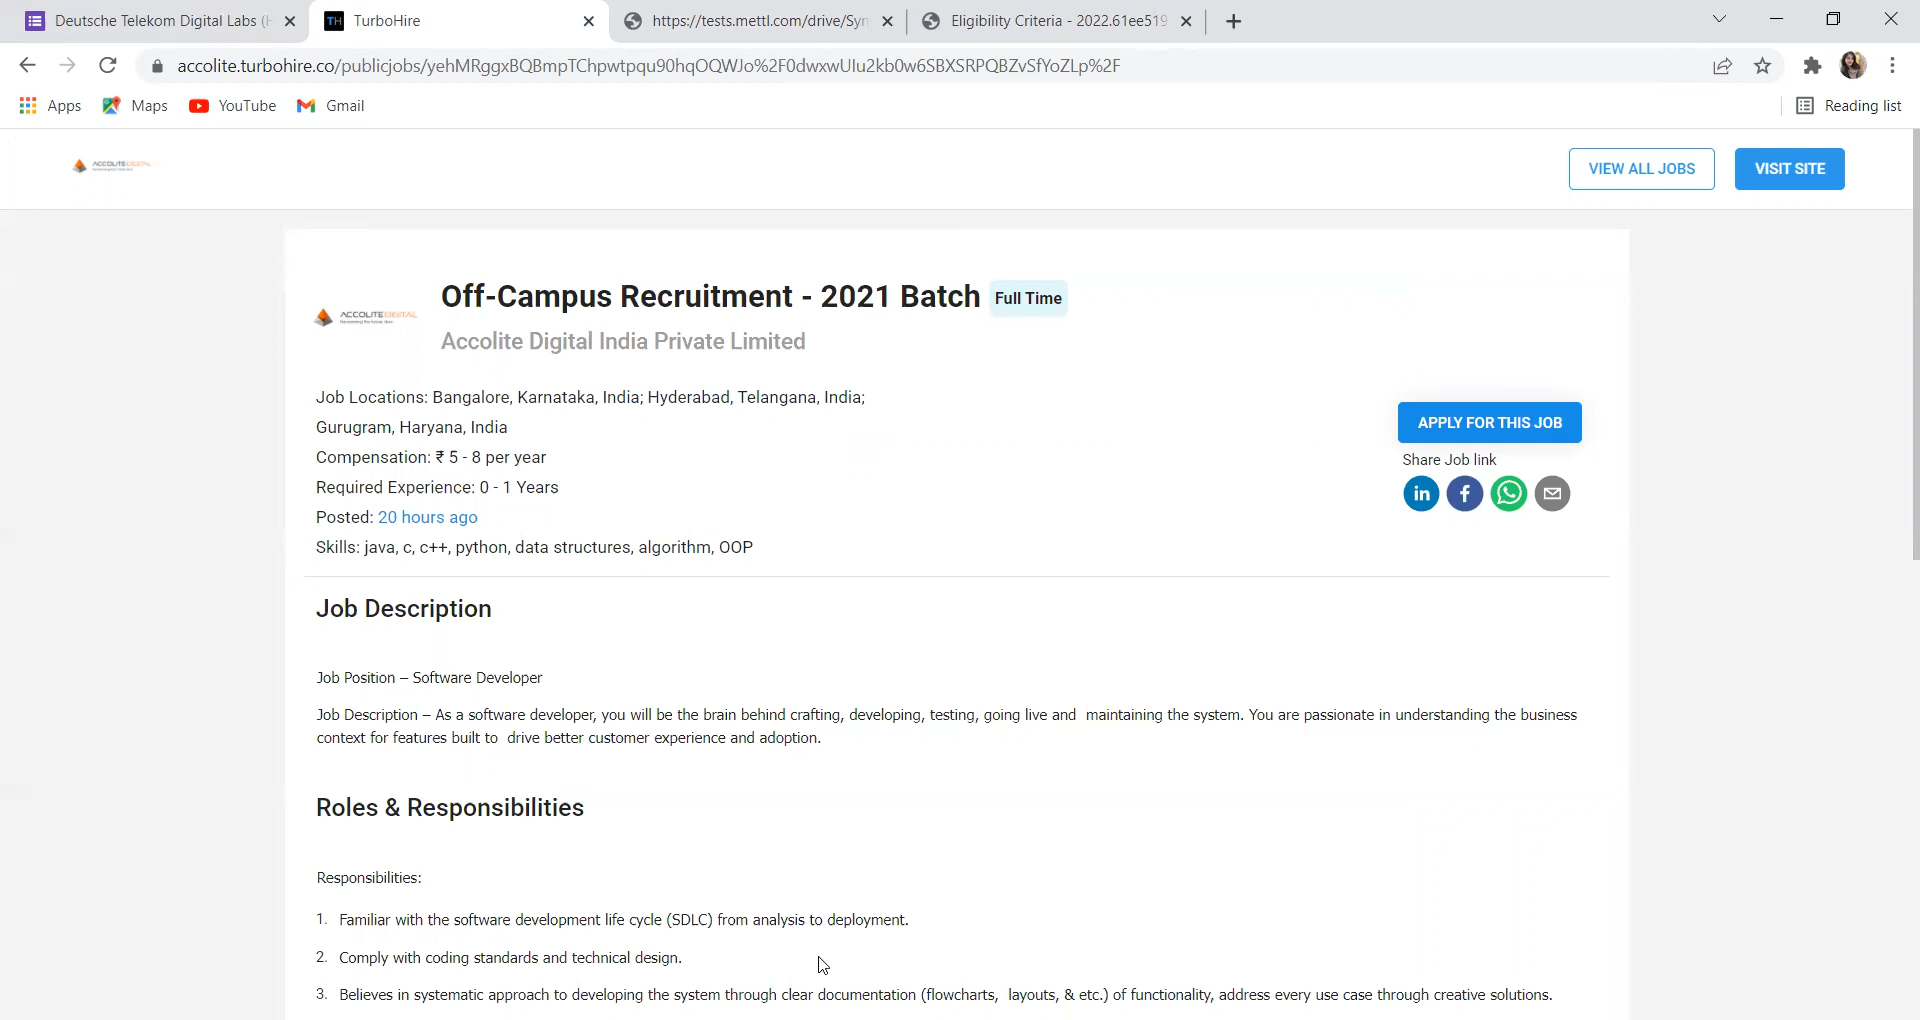 Deutsche Telekom Digital Labs (H
TurboHire
https://tests.mettl.com/drive/Syn
Eligibility Criteria - 2022.61ee519
accolite.turbohire.co/publicjobs/yehMRggxBQBmpTChpwtpqu90hqOQWJo%2F0dwxwUIu2kb0w6SBXSRPQBZvSfYoZLp%2F
Apps
Maps
YouTube
Gmail
Reading list
ACCOLITEDIGITAL
VIEW ALL JOBS
VISIT SITE
Off-Campus Recruitment - 2021 Batch Full Time
ACCOLITEDIGITAL
Accolite Digital India Private Limited
Job Locations: Bangalore, Karnataka, India; Hyderabad, Telangana, India;
Gurugram, Haryana, India
Compensation: ₹ 5 - 8 per year
Required Experience: 0 - 1 Years
Posted: 20 hours ago
Skills: java, c, c++, python, data structures, algorithm, OOP
APPLY FOR THIS JOB
Share Job link
Job Description
Job Position – Software Developer
Job Description – As a software developer, you will be the brain behind crafting, developing, testing, going live and maintaining the system. You are passionate in understanding the business
context for features built to drive better customer experience and adoption.
Roles & Responsibilities
Responsibilities:
1. Familiar with the software development life cycle (SDLC) from analysis to deployment.
2. Comply with coding standards and technical design.
3. Believes in systematic approach to developing the system through clear documentation (flowcharts, layouts, & etc.) of functionality, address every use case through creative solutions.